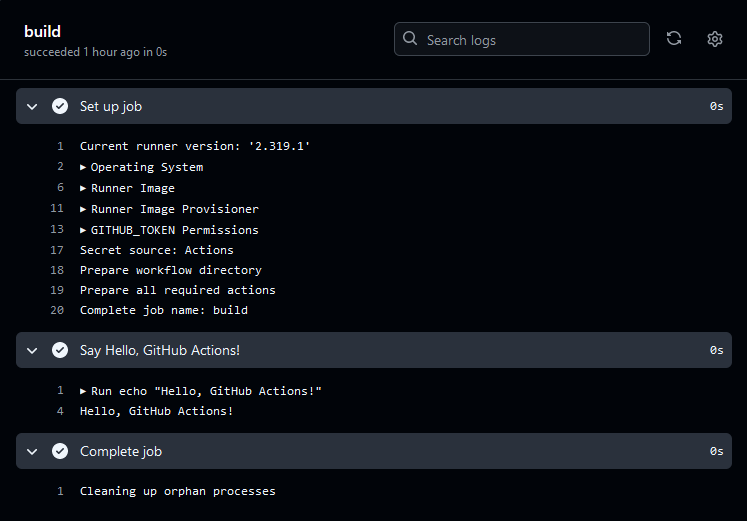 build
succeeded 1 hour ago in 0s
Search logs
Set up job 0s
1 Current runner version: '2.319.1'
2 ▶ Operating System
6 ▶ Runner Image
11 ▶ Runner Image Provisioner
13 ▶ GITHUB_TOKEN Permissions
17 Secret source: Actions
18 Prepare workflow directory
19 Prepare all required actions
20 Complete job name: build
Say Hello, GitHub Actions! 0s
1 ▶ Run echo "Hello, GitHub Actions!"
4 Hello, GitHub Actions!
Complete job 0s
1 Cleaning up orphan processes